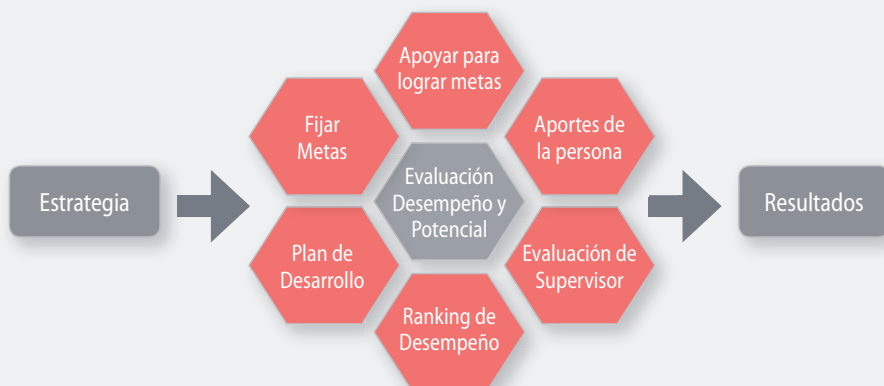 Apoyar para
lograr metas
Fijar
Metas
Aportes de
la persona
Estrategia
Evaluación
Desempeño y
Potencial
Resultados
Plan de
Desarrollo
Evaluación de
Supervisor
Ranking de
Desempeño